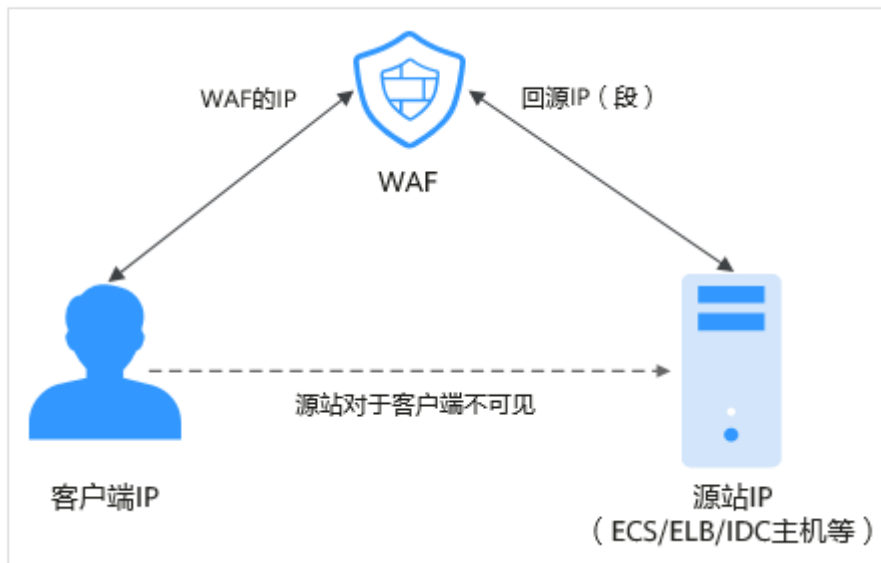 WAF的IP
回源IP（段）
WAF
源站对于客户端不可见
客户端IP
源站IP
（ECS/ELB/IDC主机等）